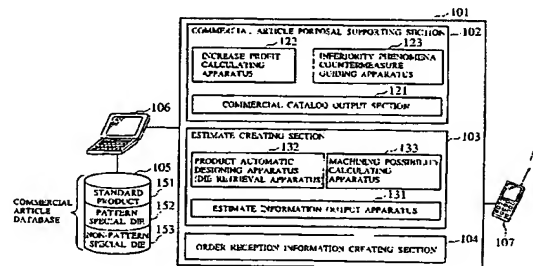 101
COMMERCIAL ARTICLE PORPOSAL SUPPORTING SECTION
102
122
123
INCREASE PROFIT
CALCULATING
APPARATUS
INFERIORITY PHENOMENA
COUNTERMEASURE
GUIDING APPARATUS
121
COMMERCIAL CATALOG OUTPUT SECTION
106
ESTIMATE CREATING SECTION
103
132
133
PRODUCT AUTOMATIC
DESIGNING APPARATUS
(DIE RETRIEVAL APPARATUS)
MACHINING POSSIBILITY
CALCULATING
APPARATUS
131
ESTIMATE INFORMATION OUTPUT APPARATUS
105
COMMERCIAL
ARTICLE
DATABASE
STANDARD
PRODUCT
151
PATTERN
SPECIAL DIE
152
NON-PATTERN
SPECIAL DIE
153
ORDER RECEPTION INFORMATION CREATING SECTION
104
107